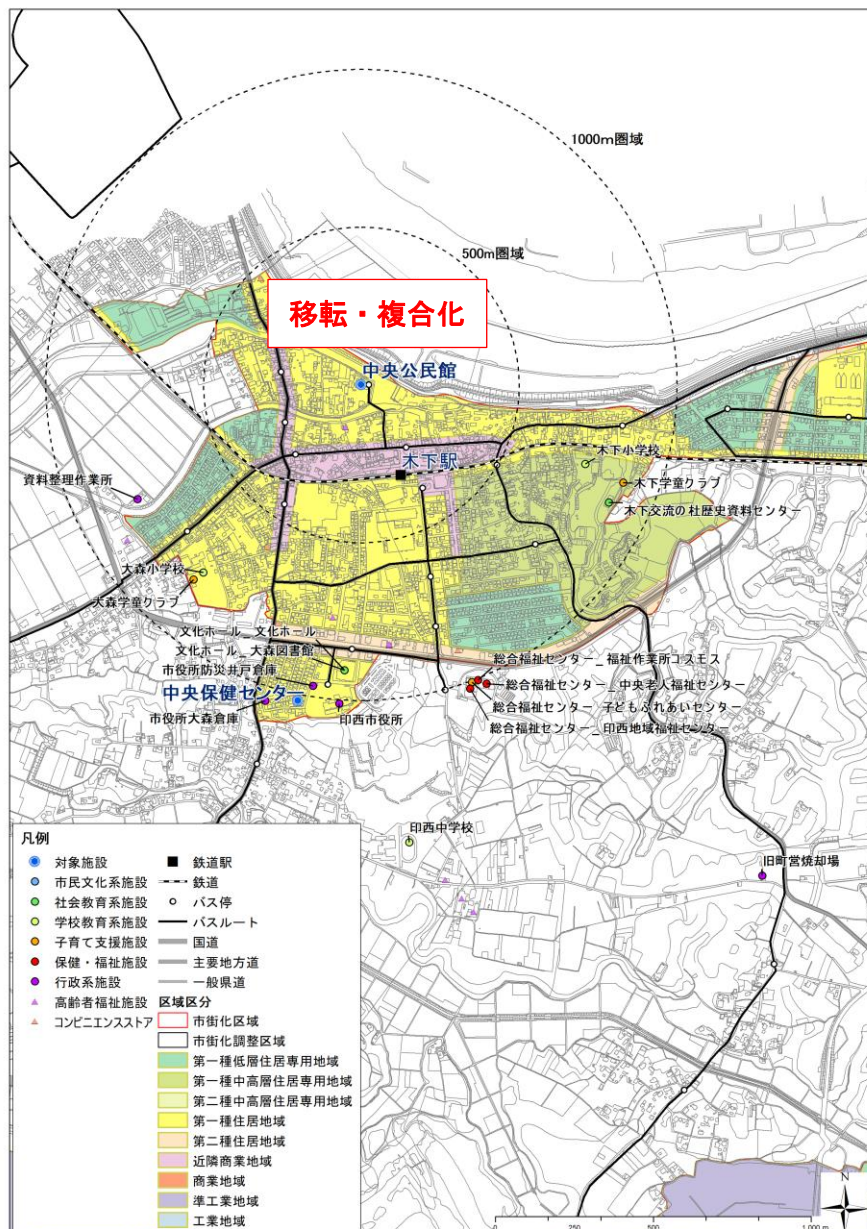 1000m圏域
500m圏域
移転・複合化
中央公民館
木下駅
木下小学校
資料整理作業所
木下学童クラブ
木下交流の杜歴史資料センター
大森小学校
大森学童クラブ
文化ホール_文化ホール
文化ホール_大森図書館
市役所防災井戸倉庫
中央保健センター
市役所大森倉庫
印西市役所
総合福祉センター_福祉作業所コスモス
総合福祉センター_中央老人福祉センター
総合福祉センター_子どもふれあいセンター
総合福祉センター_印西地域福祉センター
印西中学校
旧町営焼却場
凡例
対象施設
市民文化系施設
社会教育系施設
学校教育系施設
子育て支援施設
保健・福祉施設
行政系施設
高齢者福祉施設
コンビニエンスストア
鉄道駅
鉄道
バス停
バスルート
国道
主要地方道
一般県道
区域区分
市街化区域
市街化調整区域
第一種低層住居専用地域
第一種中高層住居専用地域
第二種中高層住居専用地域
第一種住居地域
第二種住居地域
近隣商業地域
商業地域
準工業地域
工業地域
N
0 250 500 1,000 m